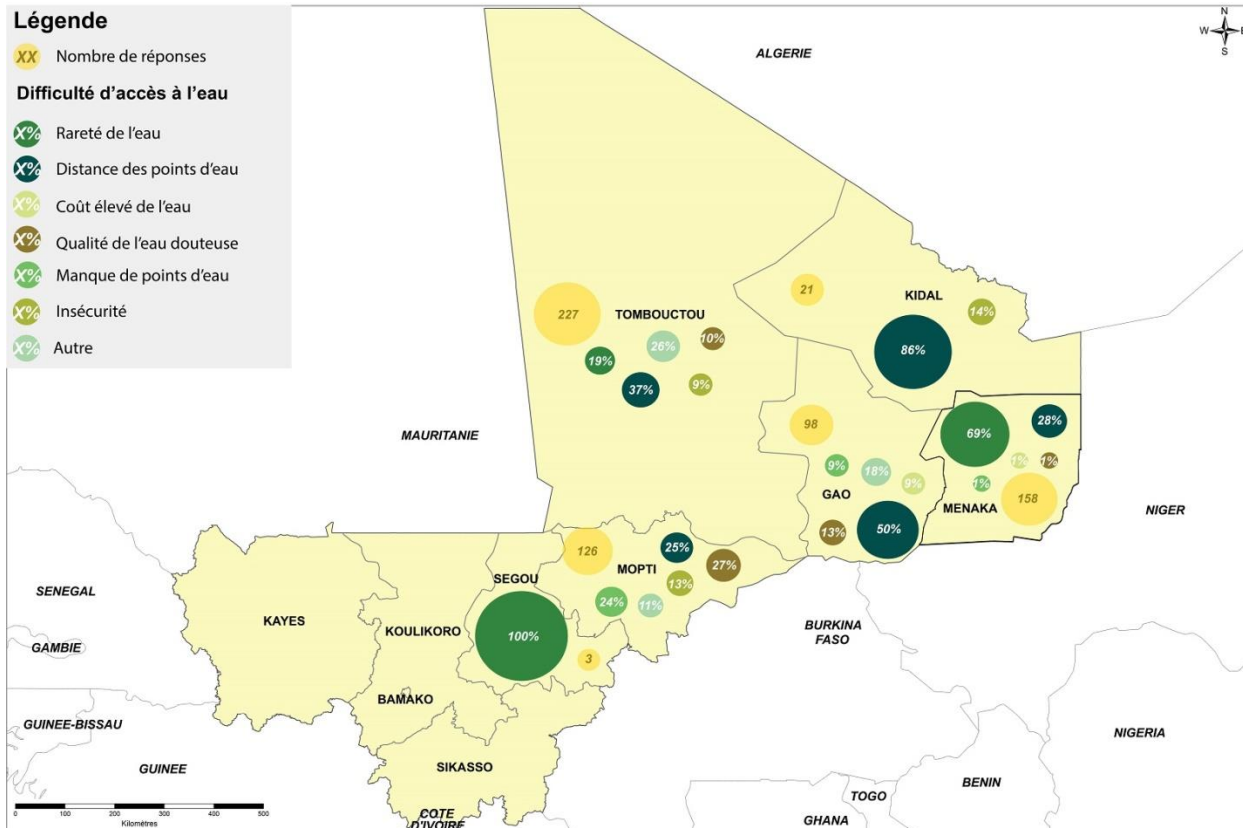 Légende
XX Nombre de réponses
Difficulté d'accès à l'eau
X% Rareté de l'eau
X% Distance des points d'eau
X% Coût élevé de l'eau
X% Qualité de l'eau douteuse
X% Manque de points d'eau
X% Insécurité
X% Autre
N
W E
S
ALGERIE
21
KIDAL
14%
86%
227
TOMBOUCTOU
26%
10%
19%
37%
9%
MAURITANIE
98
9%
18%
9%
GAO
13%
50%
69%
28%
1%
1%
1%
158
MENAKA
NIGER
126
25%
MOPTI
27%
13%
24%
11%
SEGOU
100%
3
KAYES
KOULIKORO
BAMAKO
SIKASSO
SENEGAL
GAMBIE
GUINEE-BISSAU
GUINEE
BURKINA
FASO
NIGERIA
BENIN
TOGO
GHANA
COTE
D'IVOIRE
0 100 200 300 400 500
Kilomètres